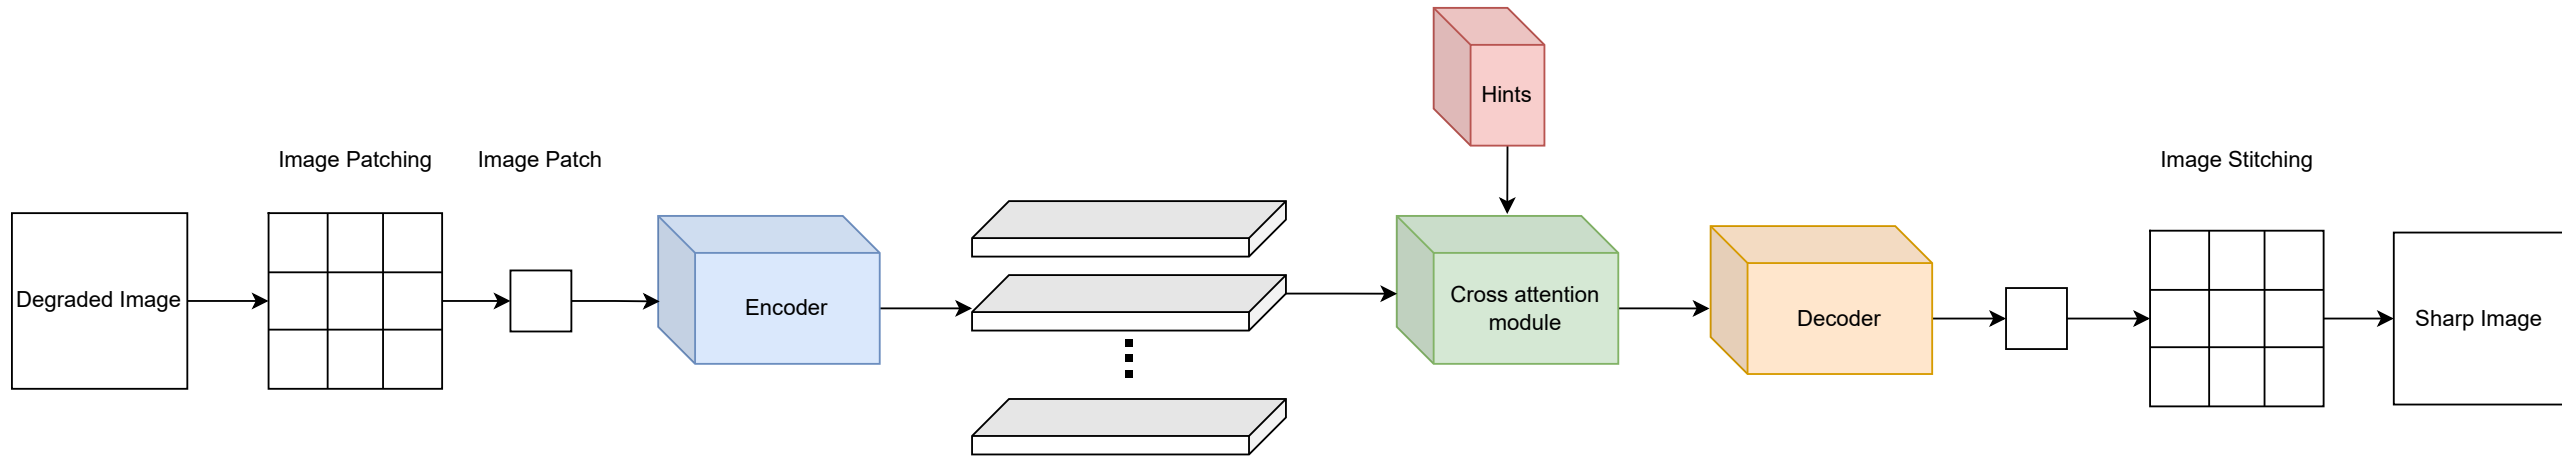 Hints
Image Patching
Image Patch
Image Stitching
Degraded Image
Encoder
Cross attention
module
Decoder
Sharp Image